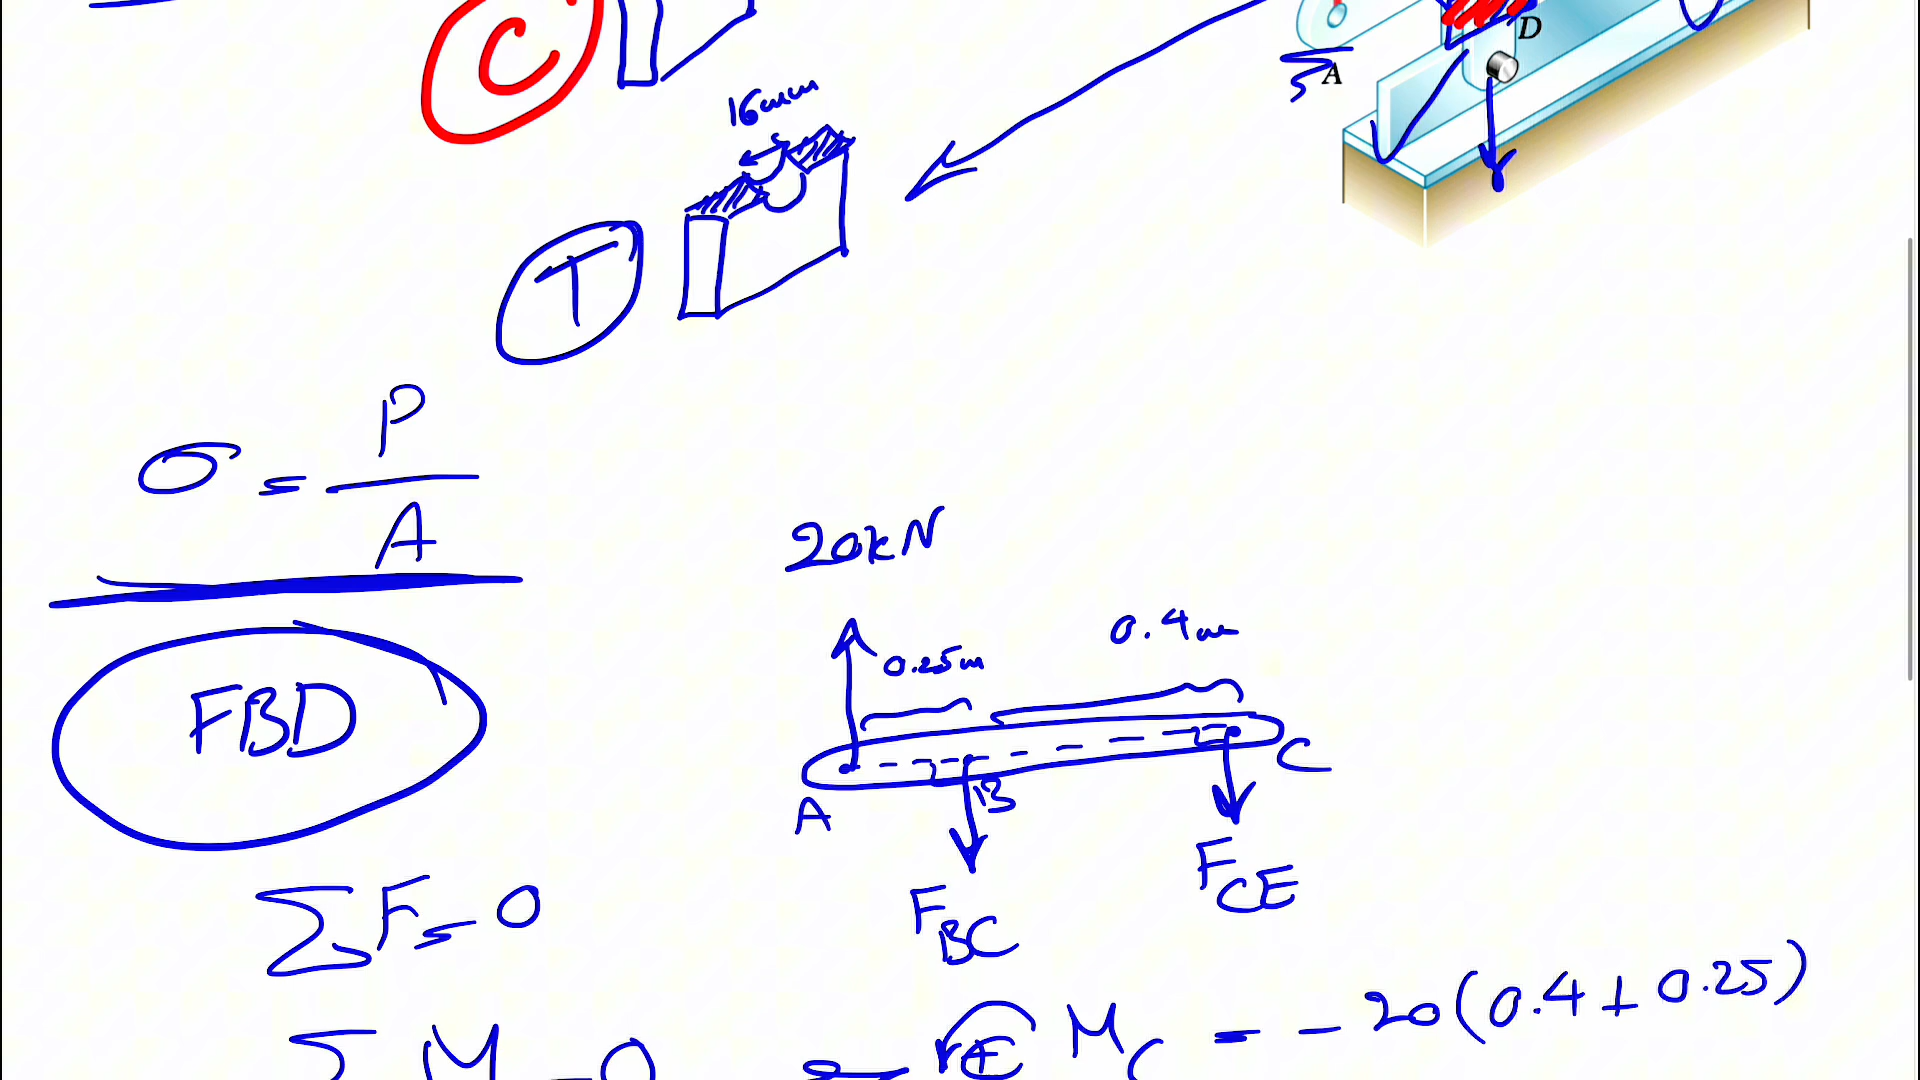 C
D
A
16mm
T
σ = P / A
20kN
0.25m
0.4m
FBD
A
B
C
F_BC
F_CE
ΣF = 0
ΣM = 0
+ M_C = -20(0.4 + 0.25)